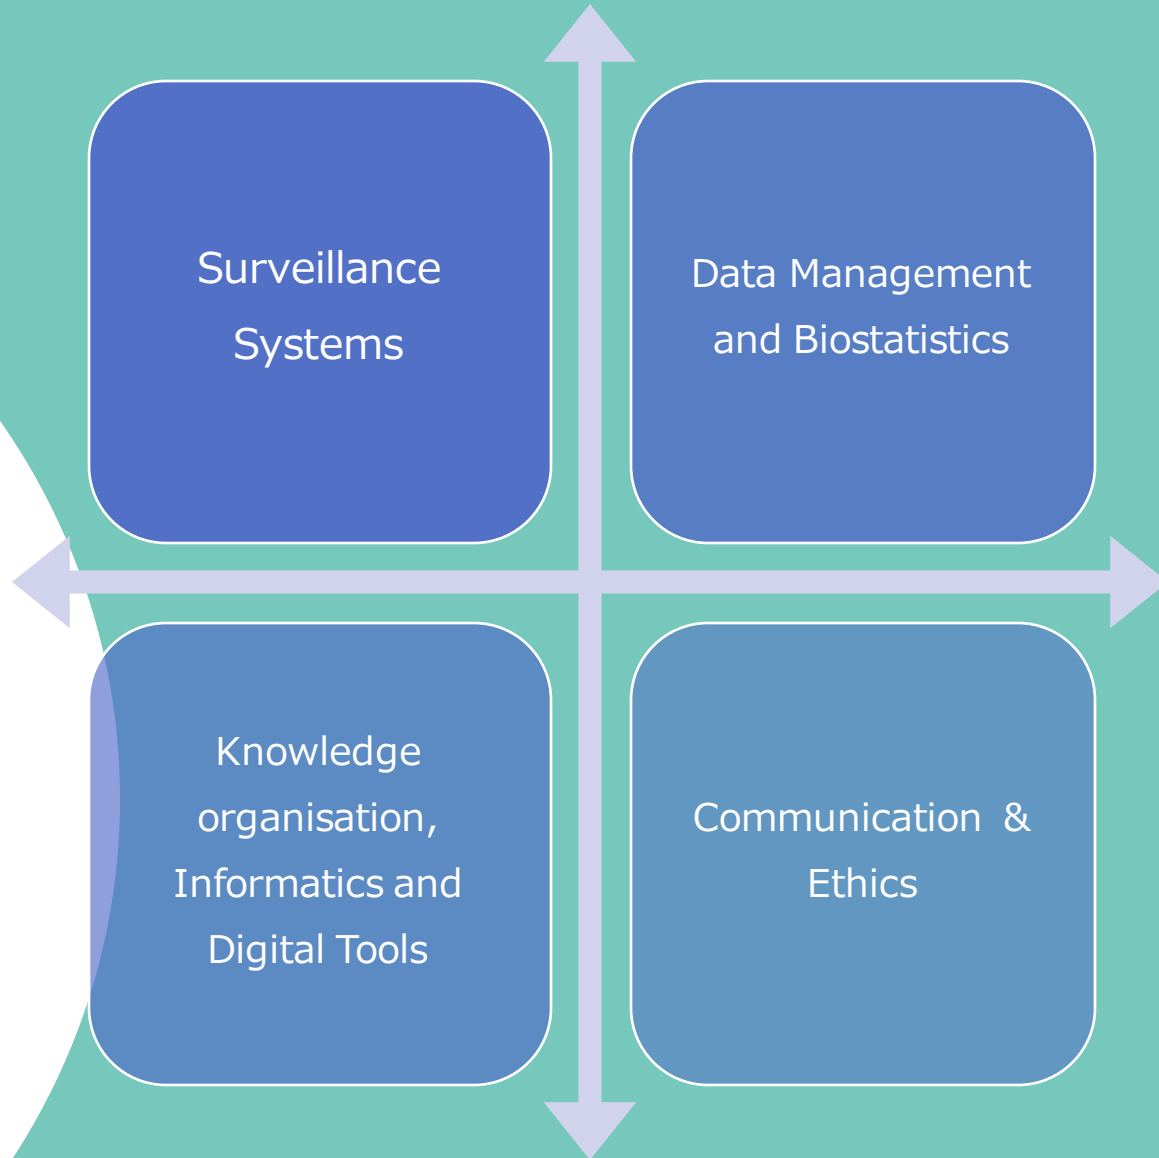 Surveillance
Systems
Data Management
and Biostatistics
Knowledge
organisation,
Informatics and
Digital Tools
Communication &
Ethics